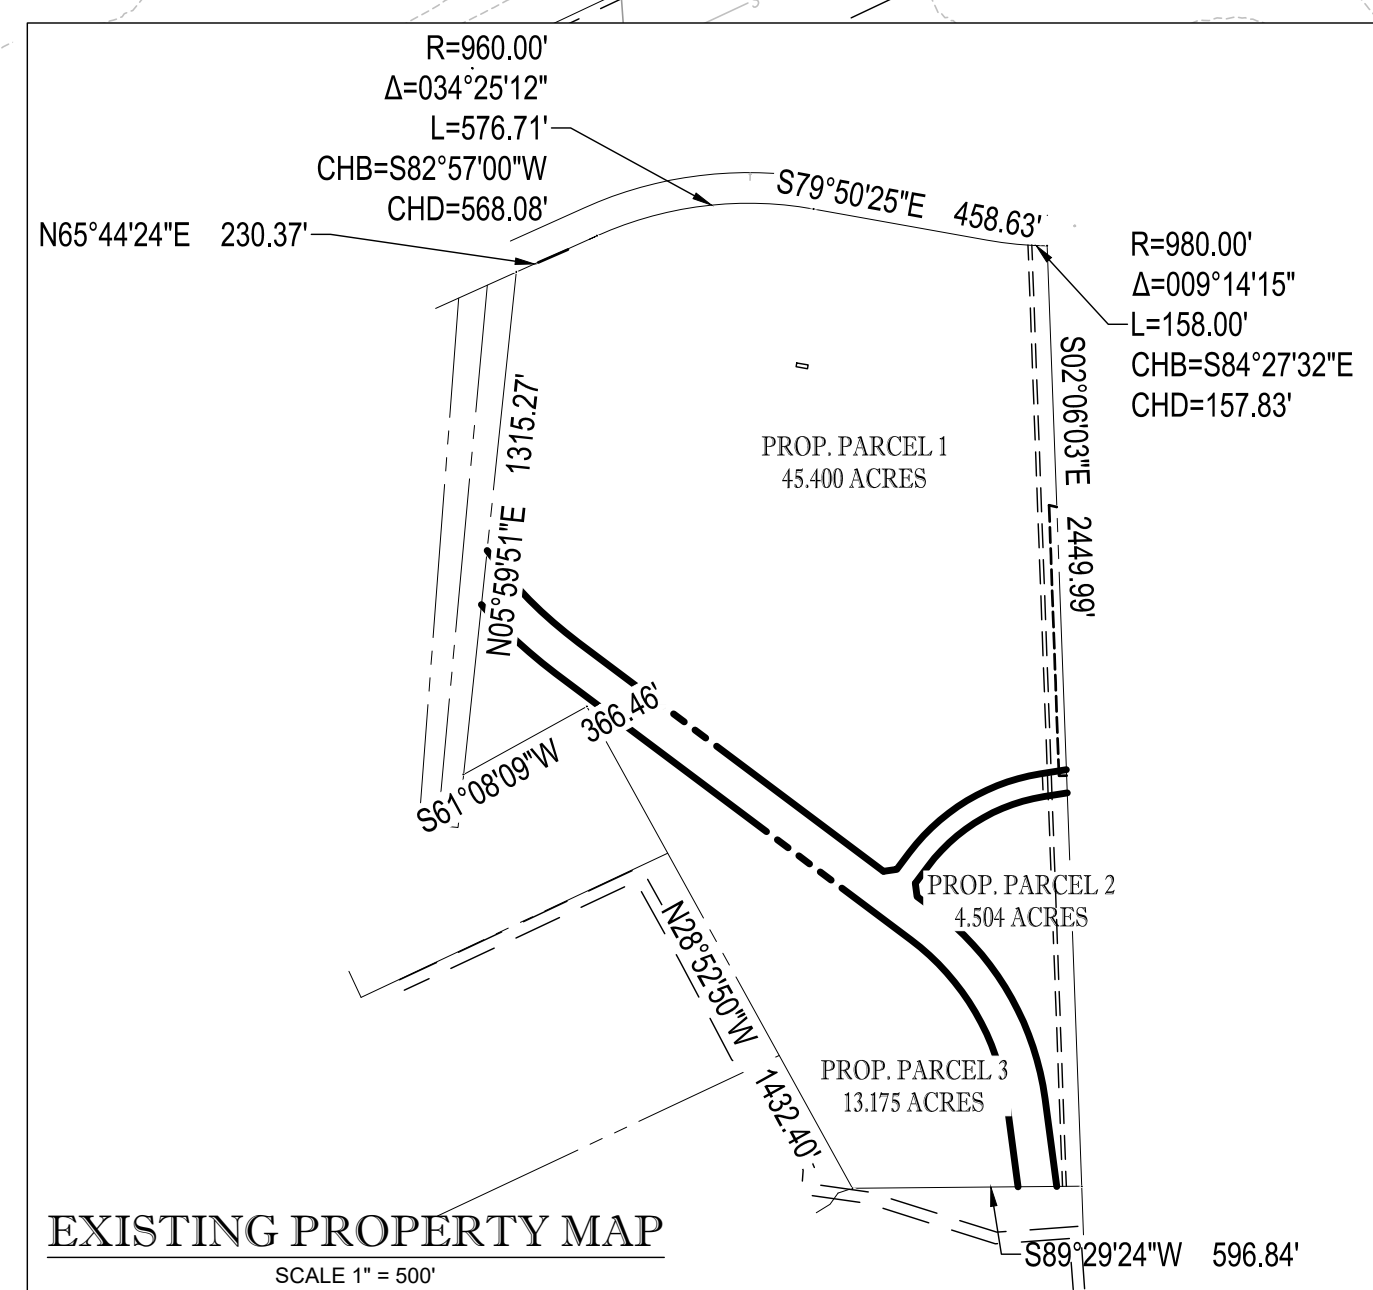 R=960.00'
Δ=034°25'12"
L=576.71'
CHB=S82°57'00"W
CHD=568.08'
N65°44'24"E 230.37'
S79°50'25"E 458.63'
R=980.00'
Δ=009°14'15"
L=158.00'
CHB=S84°27'32"E
CHD=157.83'
S02°06'03"E 2449.99'
N05°59'51"E 1315.27'
PROP. PARCEL 1
45.400 ACRES
S61°08'09"W 366.46'
PROP. PARCEL 2
4.504 ACRES
N28°52'50"W 1432.40'
PROP. PARCEL 3
13.175 ACRES
S89°29'24"W 596.84'
EXISTING PROPERTY MAP
SCALE 1" = 500'